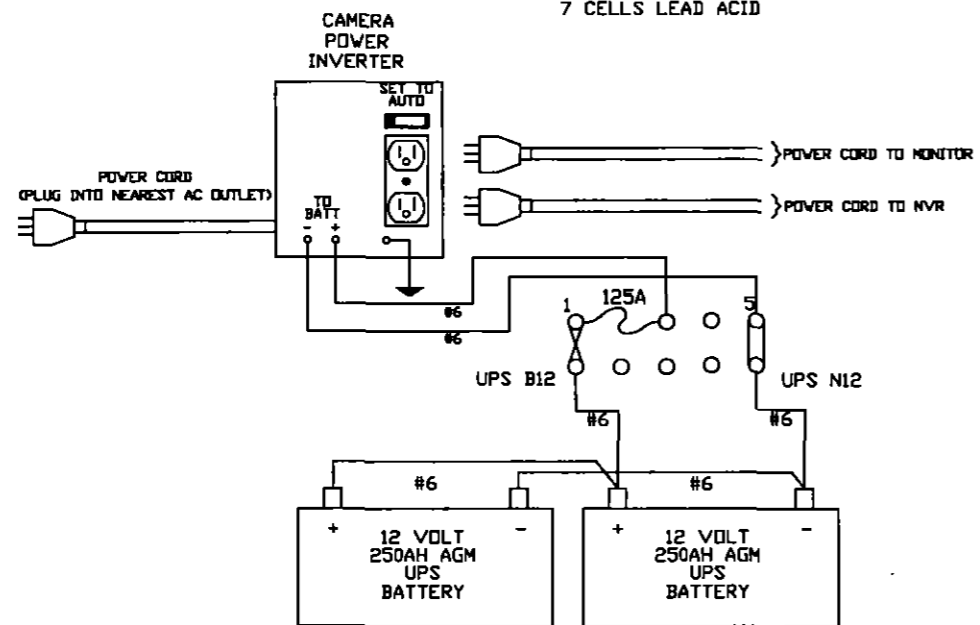 7 CELLS LEAD ACID
CAMERA
POWER
INVERTER
SET TO
AUTO
POWER CORD
(PLUG INTO NEAREST AC OUTLET)
TO
BATT
- +
POWER CORD TO MONITOR
POWER CORD TO NVR
#6
#6
1
125A
5
UPS B12
UPS N12
#6
#6
#6
#6
+ -
12 VOLT
250AH AGM
UPS
BATTERY
+ -
12 VOLT
250AH AGM
UPS
BATTERY